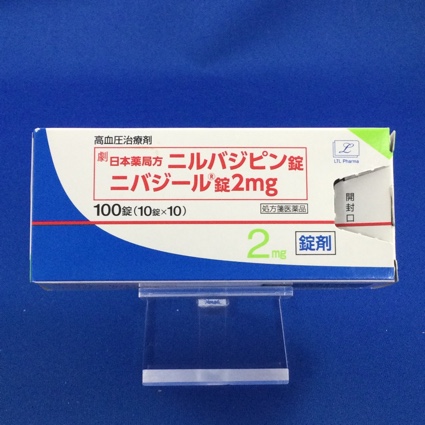 高血圧治療剤
劇 日本薬局方 ニルバジピン錠
ニバジール®錠2mg
100錠(10錠×10)
処方箋医薬品
2mg
錠剤
L
LTL Pharma
開封口